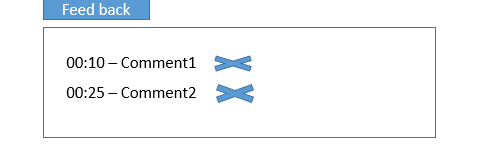 Feed back
00:10 – Comment1
00:25 – Comment2